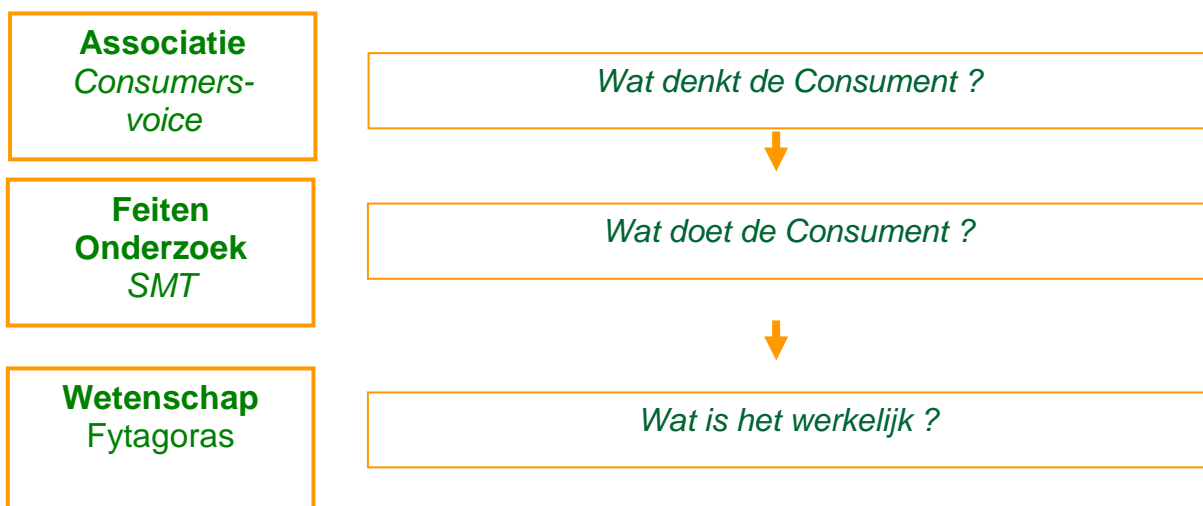 Associatie
Consumers-
voice
Wat denkt de Consument ?
Feiten
Onderzoek
SMT
Wat doet de Consument ?
Wetenschap
Fytagoras
Wat is het werkelijk ?